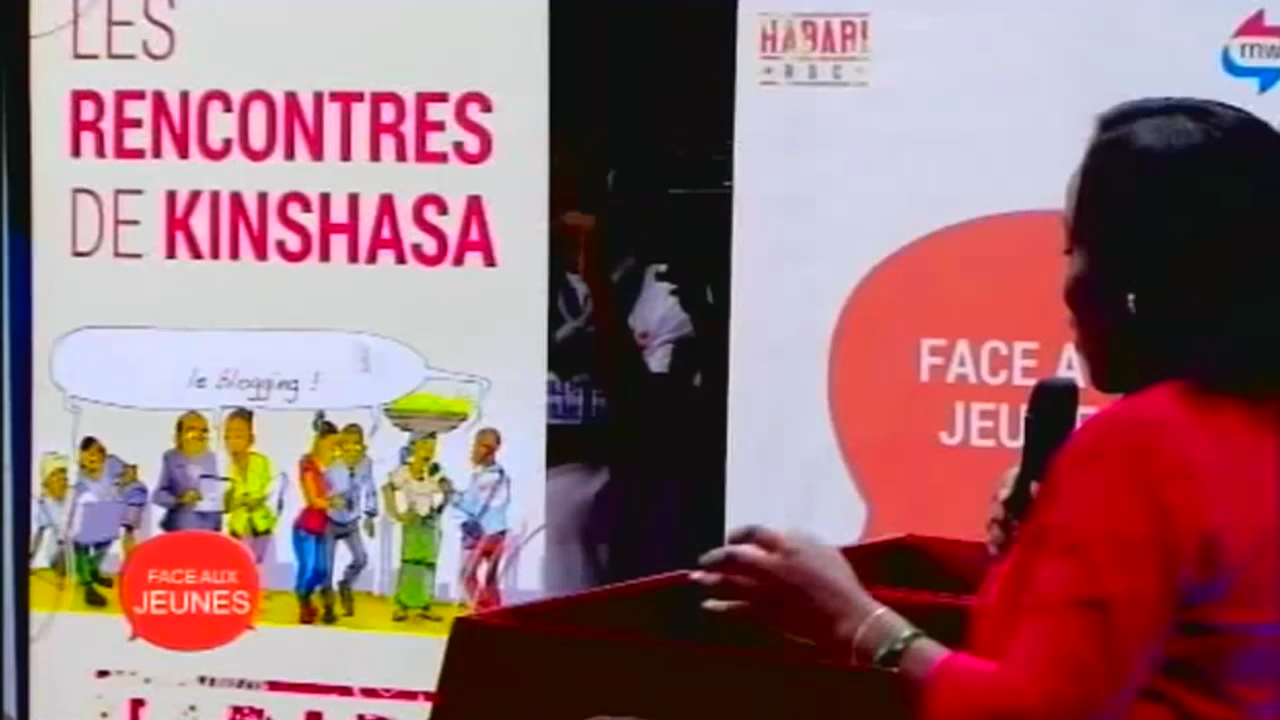 LES
RENCONTRES
DE KINSHASA
le Blogging !
FACE AUX
JEUNES
HABARI
RDC
FACE A
JEU